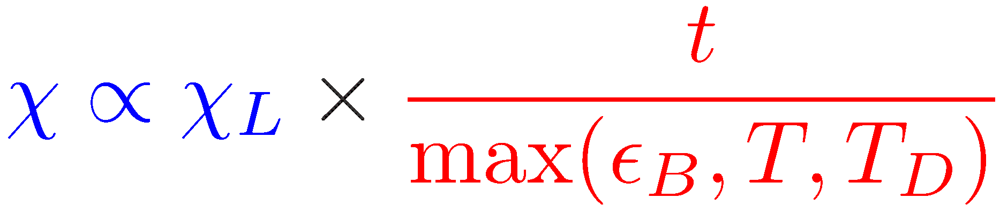 χ ∝ χ_L × t / max(ϵ_B, T, T_D)